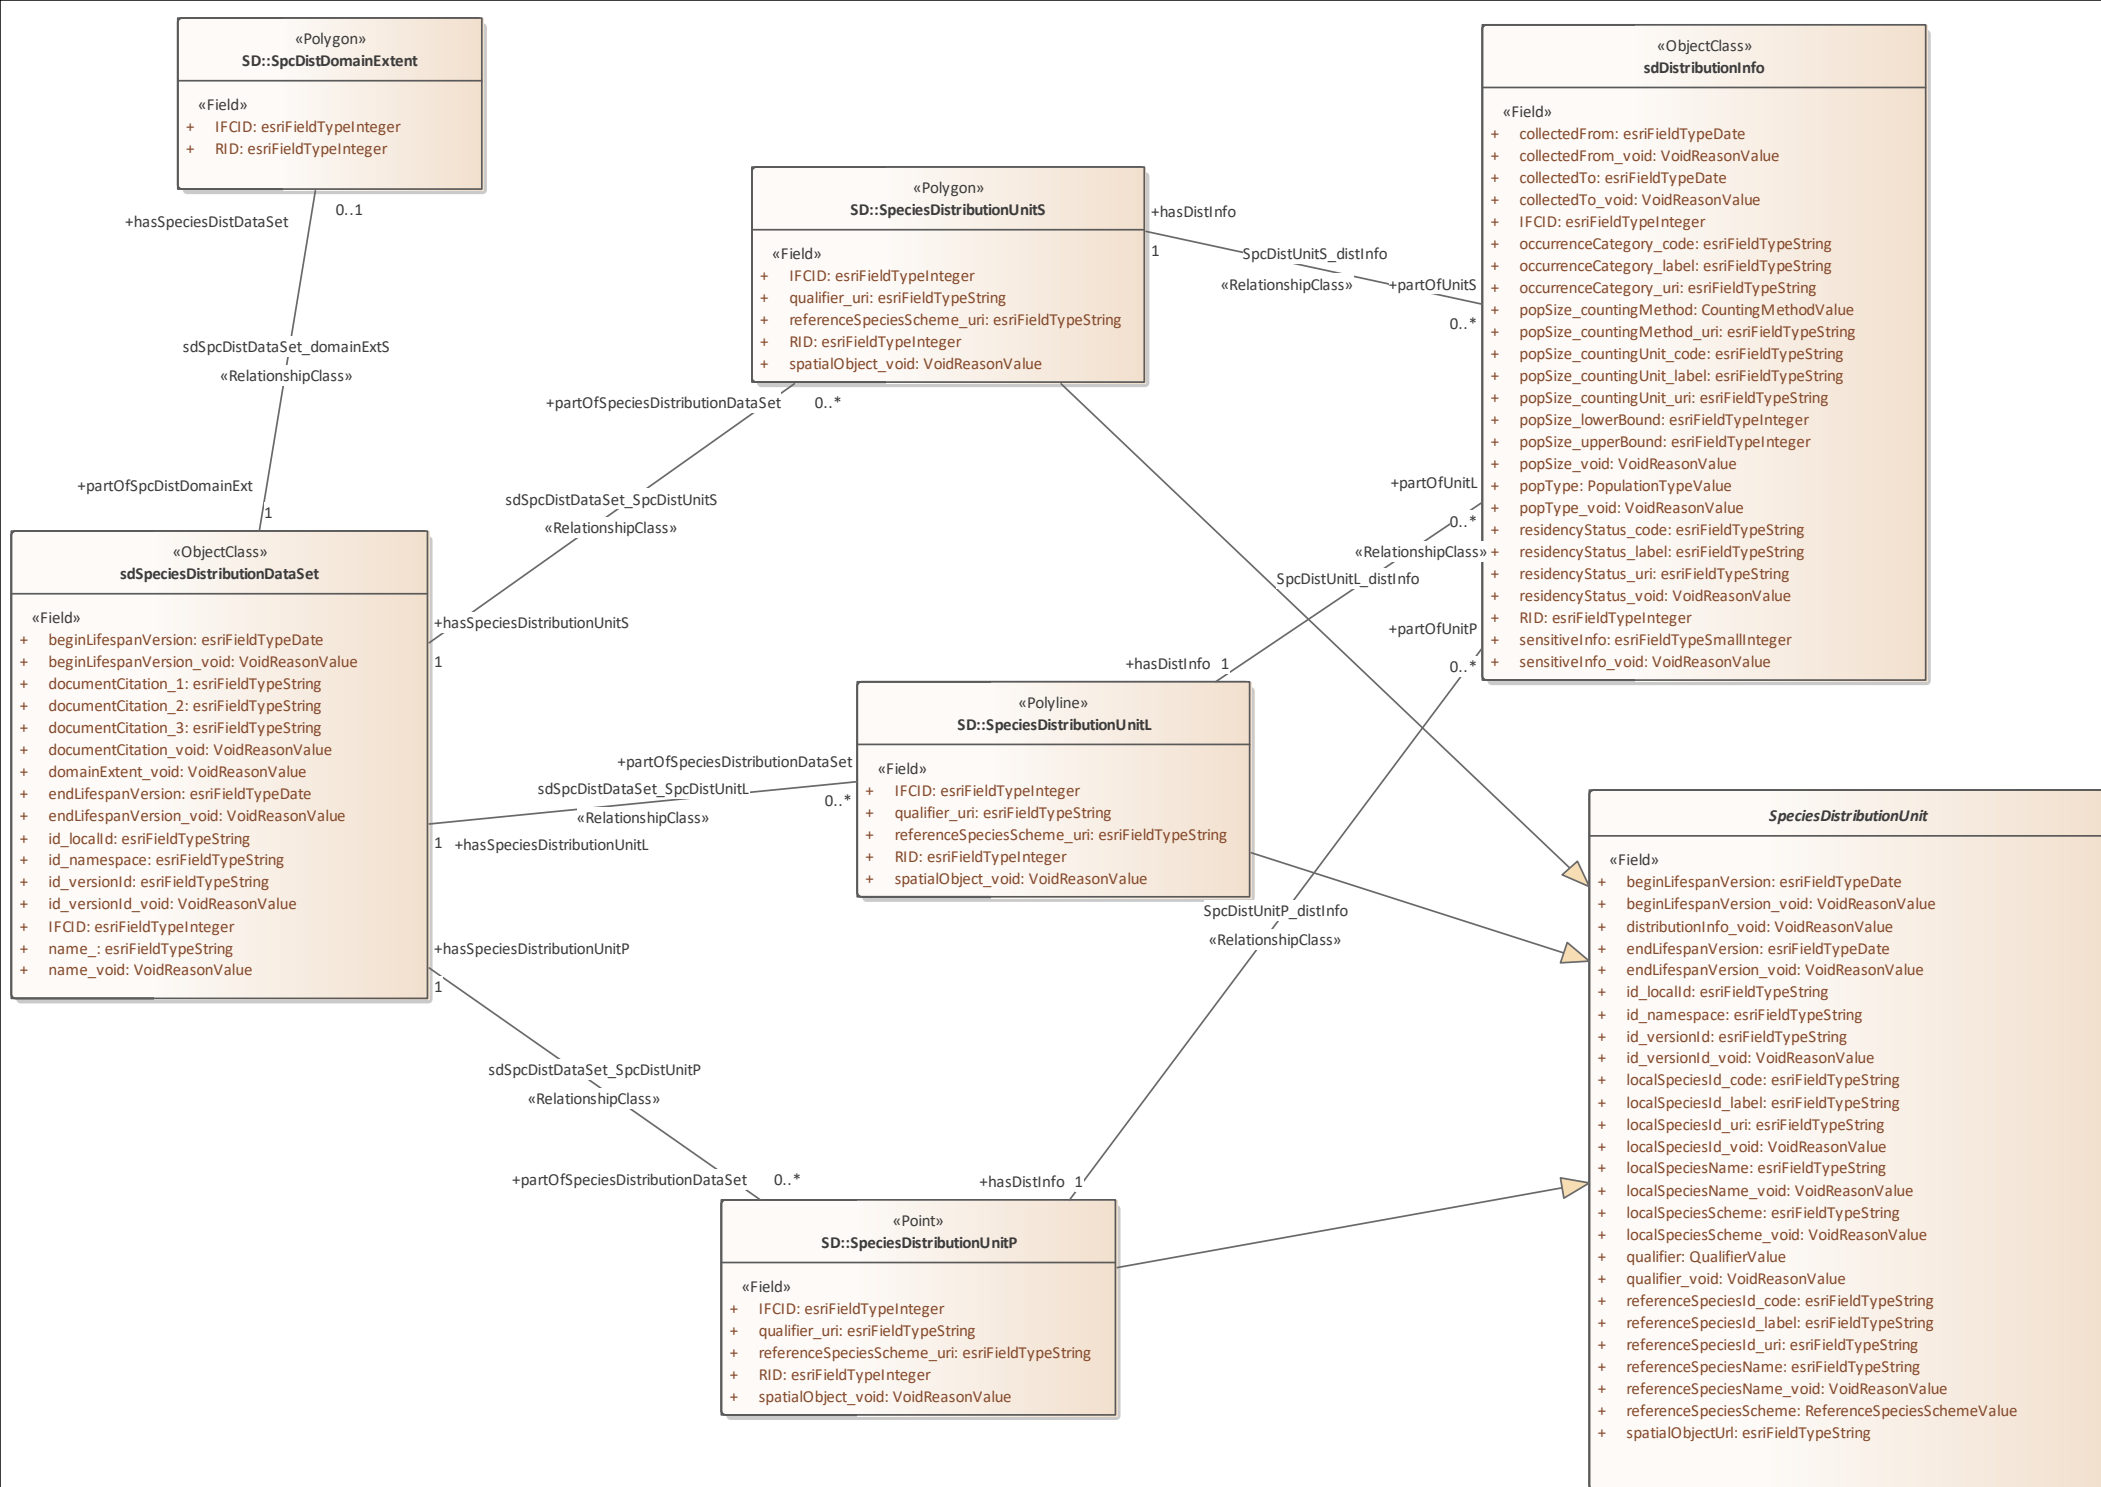 «Polygon»
SD::SpcDistDomainExtent
«Field»
+ IFCID: esriFieldTypeInteger
+ RID: esriFieldTypeInteger
+hasSpeciesDistDataSet
0..1
sdSpcDistDataSet_domainExtS
«RelationshipClass»
+partOfSpcDistDomainExt
1
«ObjectClass»
sdSpeciesDistributionDataSet
«Field»
+ beginLifespanVersion: esriFieldTypeDate
+ beginLifespanVersion_void: VoidReasonValue
+ documentCitation_1: esriFieldTypeString
+ documentCitation_2: esriFieldTypeString
+ documentCitation_3: esriFieldTypeString
+ documentCitation_void: VoidReasonValue
+ domainExtent_void: VoidReasonValue
+ endLifespanVersion: esriFieldTypeDate
+ endLifespanVersion_void: VoidReasonValue
+ id_localId: esriFieldTypeString
+ id_namespace: esriFieldTypeString
+ id_versionId: esriFieldTypeString
+ id_versionId_void: VoidReasonValue
+ IFCID: esriFieldTypeInteger
+ name_: esriFieldTypeString
+ name_void: VoidReasonValue
«Polygon»
SD::SpeciesDistributionUnitS
«Field»
+ IFCID: esriFieldTypeInteger
+ qualifier_uri: esriFieldTypeString
+ referenceSpeciesScheme_uri: esriFieldTypeString
+ RID: esriFieldTypeInteger
+ spatialObject_void: VoidReasonValue
+partOfSpeciesDistributionDataSet
0..*
sdSpcDistDataSet_SpcDistUnitS
«RelationshipClass»
+hasSpeciesDistributionUnitS
1
+hasDistInfo
1
SpcDistUnitS_distInfo
«RelationshipClass»
+partOfUnitS
0..*
«ObjectClass»
sdDistributionInfo
«Field»
+ collectedFrom: esriFieldTypeDate
+ collectedFrom_void: VoidReasonValue
+ collectedTo: esriFieldTypeDate
+ collectedTo_void: VoidReasonValue
+ IFCID: esriFieldTypeInteger
+ occurrenceCategory_code: esriFieldTypeString
+ occurrenceCategory_label: esriFieldTypeString
+ occurrenceCategory_uri: esriFieldTypeString
+ popSize_countingMethod: CountingMethodValue
+ popSize_countingMethod_uri: esriFieldTypeString
+ popSize_countingUnit_code: esriFieldTypeString
+ popSize_countingUnit_label: esriFieldTypeString
+ popSize_countingUnit_uri: esriFieldTypeString
+ popSize_lowerBound: esriFieldTypeInteger
+ popSize_upperBound: esriFieldTypeInteger
+ popSize_void: VoidReasonValue
+ popType: PopulationTypeValue
+ popType_void: VoidReasonValue
+ residencyStatus_code: esriFieldTypeString
+ residencyStatus_label: esriFieldTypeString
+ residencyStatus_uri: esriFieldTypeString
+ residencyStatus_void: VoidReasonValue
+ RID: esriFieldTypeInteger
+ sensitiveInfo: esriFieldTypeSmallInteger
+ sensitiveInfo_void: VoidReasonValue
+partOfUnitL
0..*
«RelationshipClass»
SpcDistUnitL_distInfo
+hasDistInfo 1
+partOfUnitP
0..*
«Polyline»
SD::SpeciesDistributionUnitL
«Field»
+ IFCID: esriFieldTypeInteger
+ qualifier_uri: esriFieldTypeString
+ referenceSpeciesScheme_uri: esriFieldTypeString
+ RID: esriFieldTypeInteger
+ spatialObject_void: VoidReasonValue
+partOfSpeciesDistributionDataSet
sdSpcDistDataSet_SpcDistUnitL
0..*
«RelationshipClass»
1 +hasSpeciesDistributionUnitL
SpcDistUnitP_distInfo
«RelationshipClass»
+hasSpeciesDistributionUnitP
1
sdSpcDistDataSet_SpcDistUnitP
«RelationshipClass»
+partOfSpeciesDistributionDataSet 0..*
+hasDistInfo 1
«Point»
SD::SpeciesDistributionUnitP
«Field»
+ IFCID: esriFieldTypeInteger
+ qualifier_uri: esriFieldTypeString
+ referenceSpeciesScheme_uri: esriFieldTypeString
+ RID: esriFieldTypeInteger
+ spatialObject_void: VoidReasonValue
SpeciesDistributionUnit
«Field»
+ beginLifespanVersion: esriFieldTypeDate
+ beginLifespanVersion_void: VoidReasonValue
+ distributionInfo_void: VoidReasonValue
+ endLifespanVersion: esriFieldTypeDate
+ endLifespanVersion_void: VoidReasonValue
+ id_localId: esriFieldTypeString
+ id_namespace: esriFieldTypeString
+ id_versionId: esriFieldTypeString
+ id_versionId_void: VoidReasonValue
+ localSpeciesId_code: esriFieldTypeString
+ localSpeciesId_label: esriFieldTypeString
+ localSpeciesId_uri: esriFieldTypeString
+ localSpeciesId_void: VoidReasonValue
+ localSpeciesName: esriFieldTypeString
+ localSpeciesName_void: VoidReasonValue
+ localSpeciesScheme: esriFieldTypeString
+ localSpeciesScheme_void: VoidReasonValue
+ qualifier: QualifierValue
+ qualifier_void: VoidReasonValue
+ referenceSpeciesId_code: esriFieldTypeString
+ referenceSpeciesId_label: esriFieldTypeString
+ referenceSpeciesId_uri: esriFieldTypeString
+ referenceSpeciesName: esriFieldTypeString
+ referenceSpeciesName_void: VoidReasonValue
+ referenceSpeciesScheme: ReferenceSpeciesSchemeValue
+ spatialObjectUrl: esriFieldTypeString